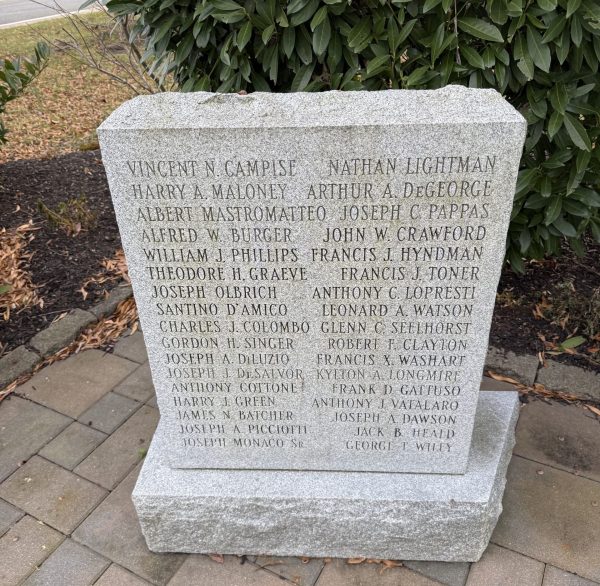 VINCENT N. CAMPISE NATHAN LIGHTMAN
HARRY A. MALONEY ARTHUR A. DEGEORGE
ALBERT MASTROMATTEO JOSEPH C. PAPPAS
ALFRED W. BURGER JOHN W. CRAWFORD
WILLIAM J. PHILLIPS FRANCIS J. HYNDMAN
THEODORE H. GRAEVE FRANCIS J. TONER
JOSEPH OLBRICH ANTHONY C. LOPRESTI
SANTINO D'AMICO LEONARD A. WATSON
CHARLES J. COLOMBO GLENN C. SEELHORST
GORDON H. SINGER ROBERT F. CLAYTON
JOSEPH A. DILUZIO FRANCIS X. WASHART
JOSEPH J. DESALVOR KYLTON A. LONGMIRE
ANTHONY COTTONE FRANK D. GATTUSO
HARRY J. GREEN ANTHONY J. VATALARO
JAMES N. BATCHER JOSEPH A. DAWSON
JOSEPH A. PICCIOTTI JACK B. HEALD
JOSEPH MONACO SR. GEORGE T. WILEY